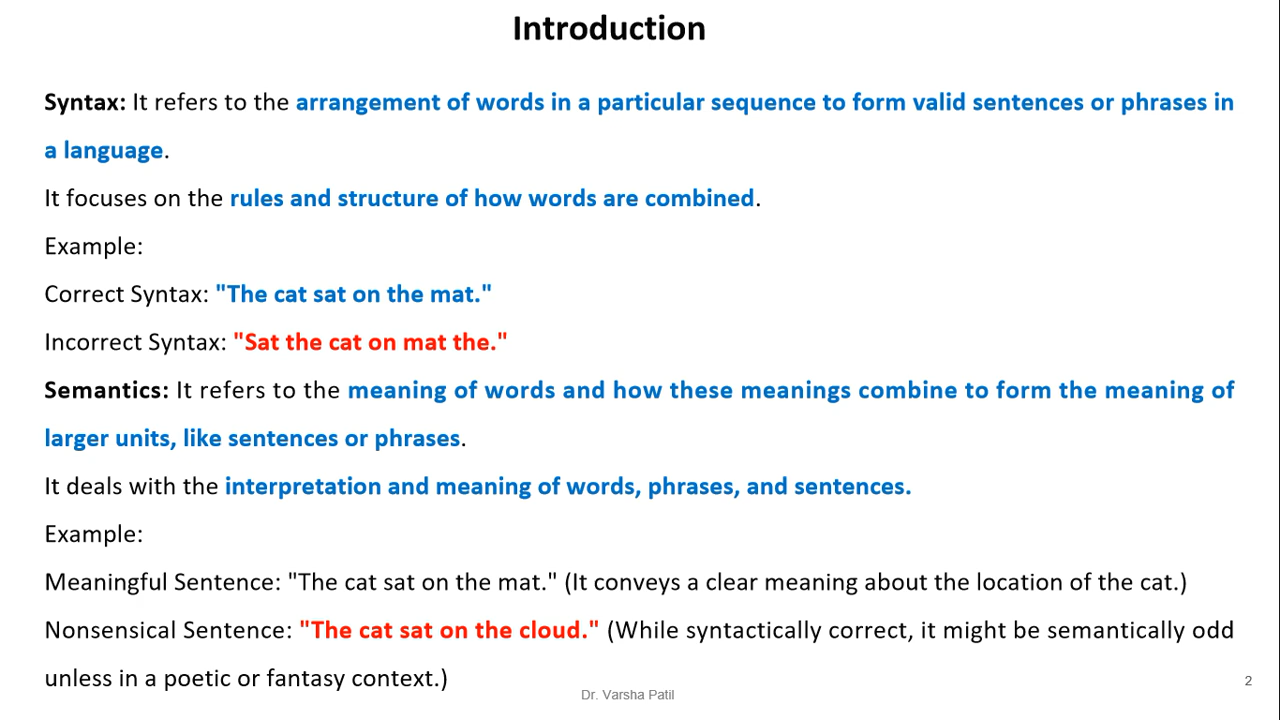 Introduction
Syntax: It refers to the arrangement of words in a particular sequence to form valid sentences or phrases in
a language.
It focuses on the rules and structure of how words are combined.
Example:
Correct Syntax: "The cat sat on the mat."
Incorrect Syntax: "Sat the cat on mat the."
Semantics: It refers to the meaning of words and how these meanings combine to form the meaning of
larger units, like sentences or phrases.
It deals with the interpretation and meaning of words, phrases, and sentences.
Example:
Meaningful Sentence: "The cat sat on the mat." (It conveys a clear meaning about the location of the cat.)
Nonsensical Sentence: "The cat sat on the cloud." (While syntactically correct, it might be semantically odd
unless in a poetic or fantasy context.)
Dr. Varsha Patil
2